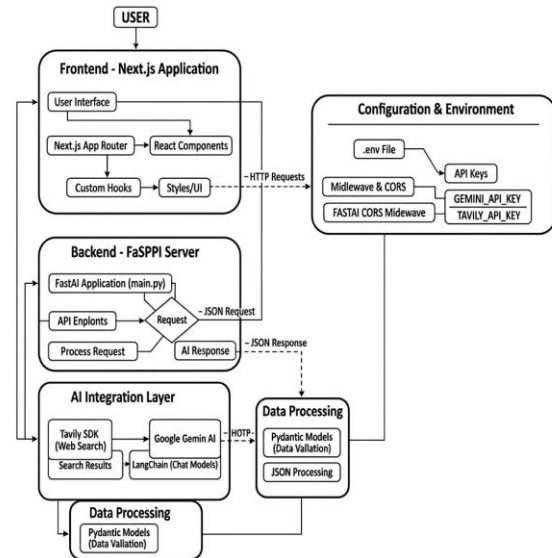 USER
Frontend - Next.js Application
User Interface
Next.js App Router
React Components
Custom Hooks
Styles/UI
– HTTP Requests
Configuration & Environment
.env File
API Keys
Midlewave & CORS
GEMINI_API_KEY
FASTAI CORS Midewave
TAVILY_API_KEY
Backend - FaSPPI Server
FastAI Application (main.py)
API Enplonts
Request
– JSON Request
Process Request
AI Response
– JSON Response
AI Integration Layer
Tavily SDK
(Web Search)
Google Gemin AI
– HOTP -
Search Results
LangChain (Chat Models)
Data Processing
Pydantic Models
(Data Vallation)
JSON Processing
Data Processing
Pydantic Models
(Data Vallation)